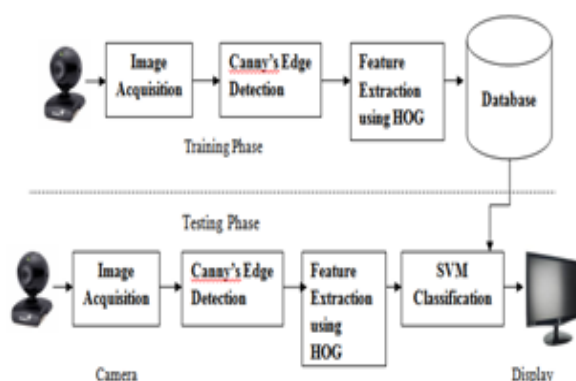 Image
Acquisition
Canny's Edge
Detection
Feature
Extraction
using HOG
Database
Training Phase
Testing Phase
Image
Acquisition
Canny's Edge
Detection
Feature
Extraction
using
HOG
SVM
Classification
Camera
Display